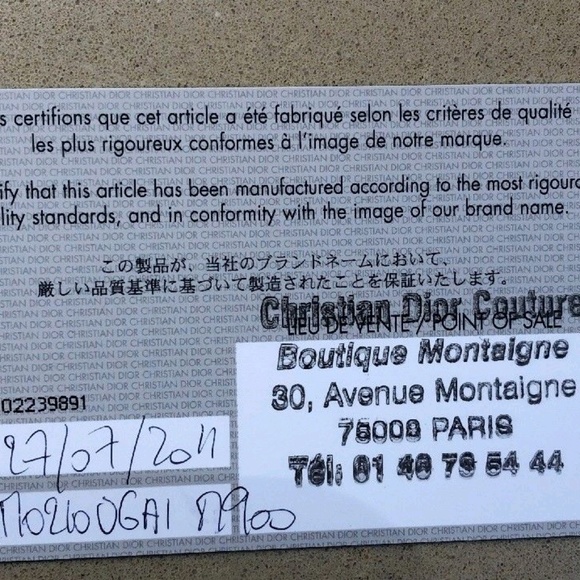 s certifions que cet article a été fabriqué selon les critères de qualité
les plus rigoureux conformes à l'image de notre marque.
ify that this article has been manufactured according to the most rigorou
lity standards, and in conformity with the image of our brand name.
この製品が、当社のブランドネームにおいて、
厳しい品質基準に基づいて製造されたことを保証いたします。
Christian Dior Couture
LIEU DE VENTE / POINT OF SALE
Boutique Montaigne
30, Avenue Montaigne
75008 PARIS
Tél: 01 40 73 54 44
02239891
27/07/2011
M0210UGAI M900